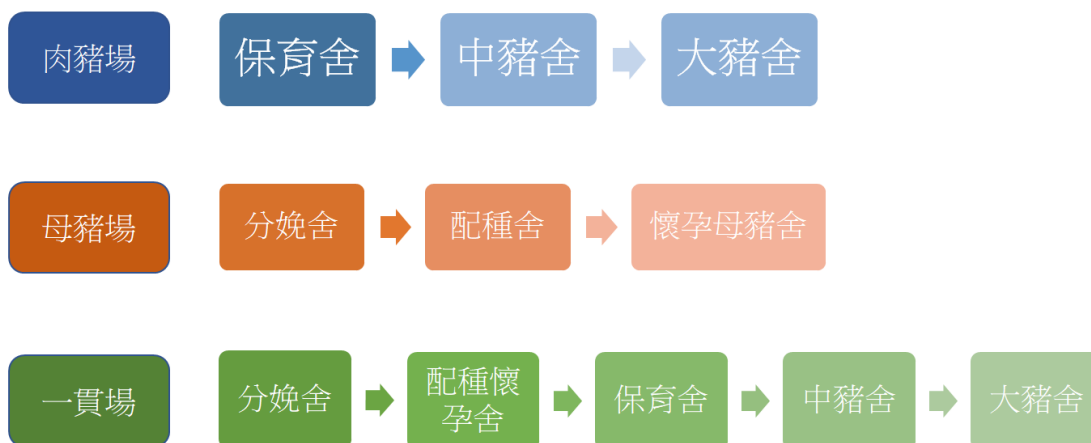 肉豬場
保育舍
中豬舍
大豬舍
母豬場
分娩舍
配種舍
懷孕母豬舍
一貫場
分娩舍
配種懷
孕舍
保育舍
中豬舍
大豬舍